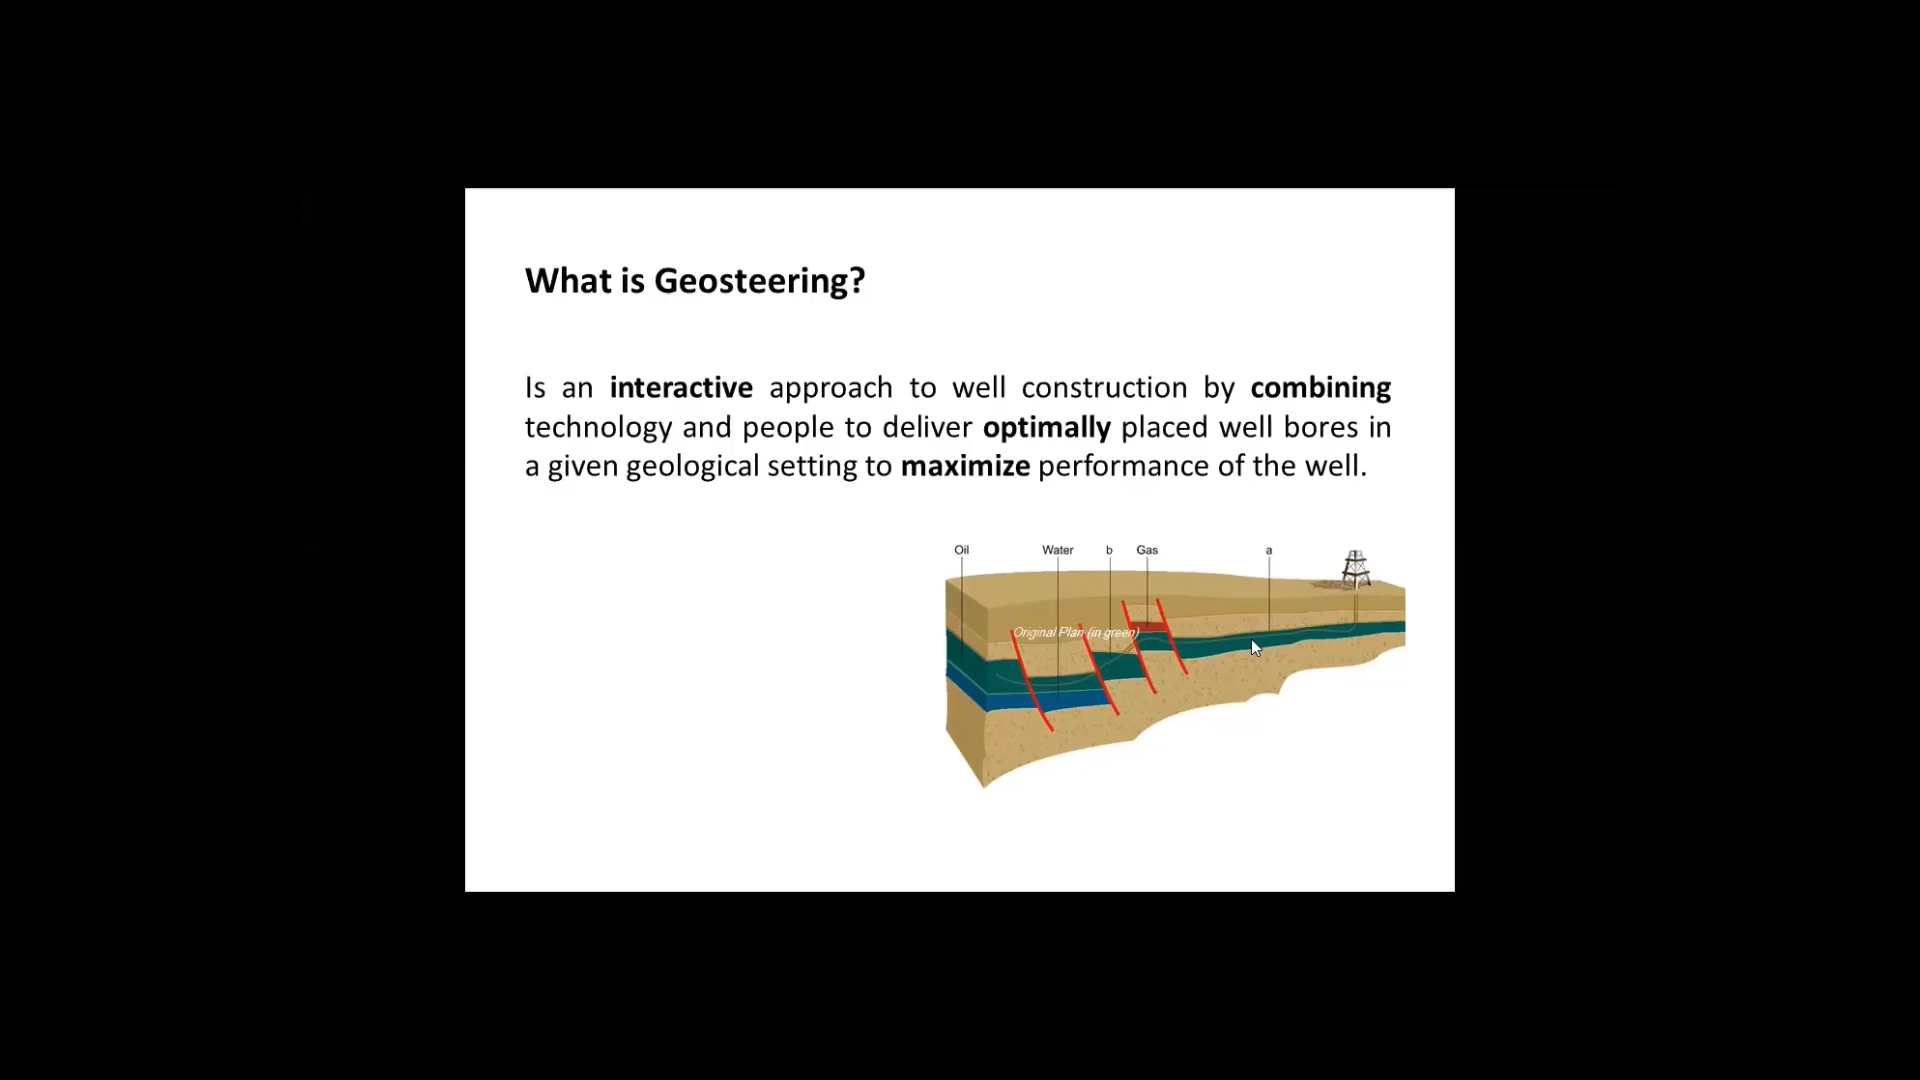 What is Geosteering?
Is an interactive approach to well construction by combining
technology and people to deliver optimally placed well bores in
a given geological setting to maximize performance of the well.
Oil Water b Gas a
Original Plan (in green)